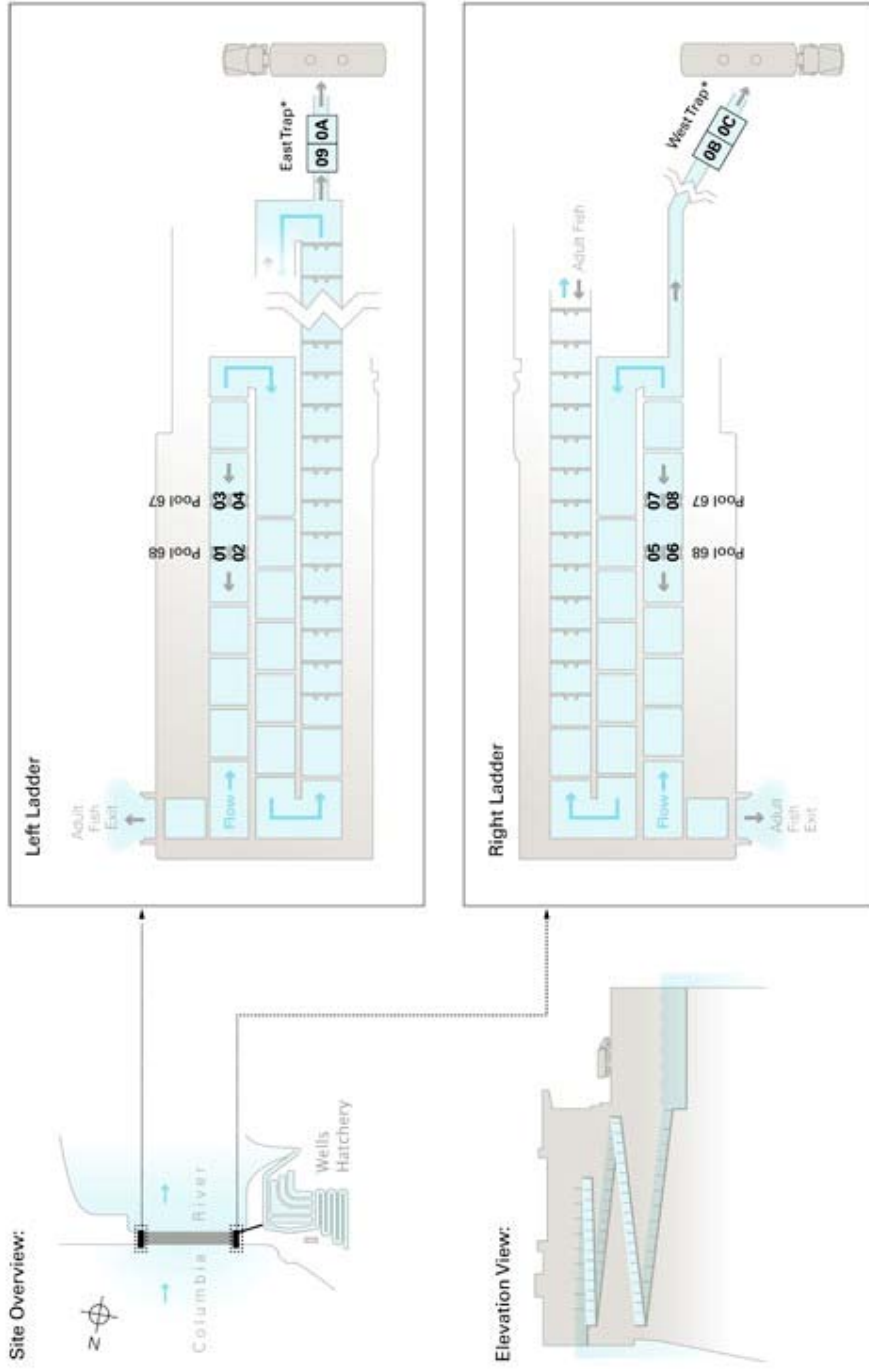 Site Overview:
N
Columbia River
Wells
Hatchery
Elevation View:
Left Ladder
Adult
Fish
Exit
Flow
Pool 68
Pool 67
01
02
03
04
East Trap*
09 0A
Right Ladder
Adult Fish
Flow
05
06
07
08
Pool 68
Pool 67
Adult
Fish
Exit
West Trap*
0B 0C